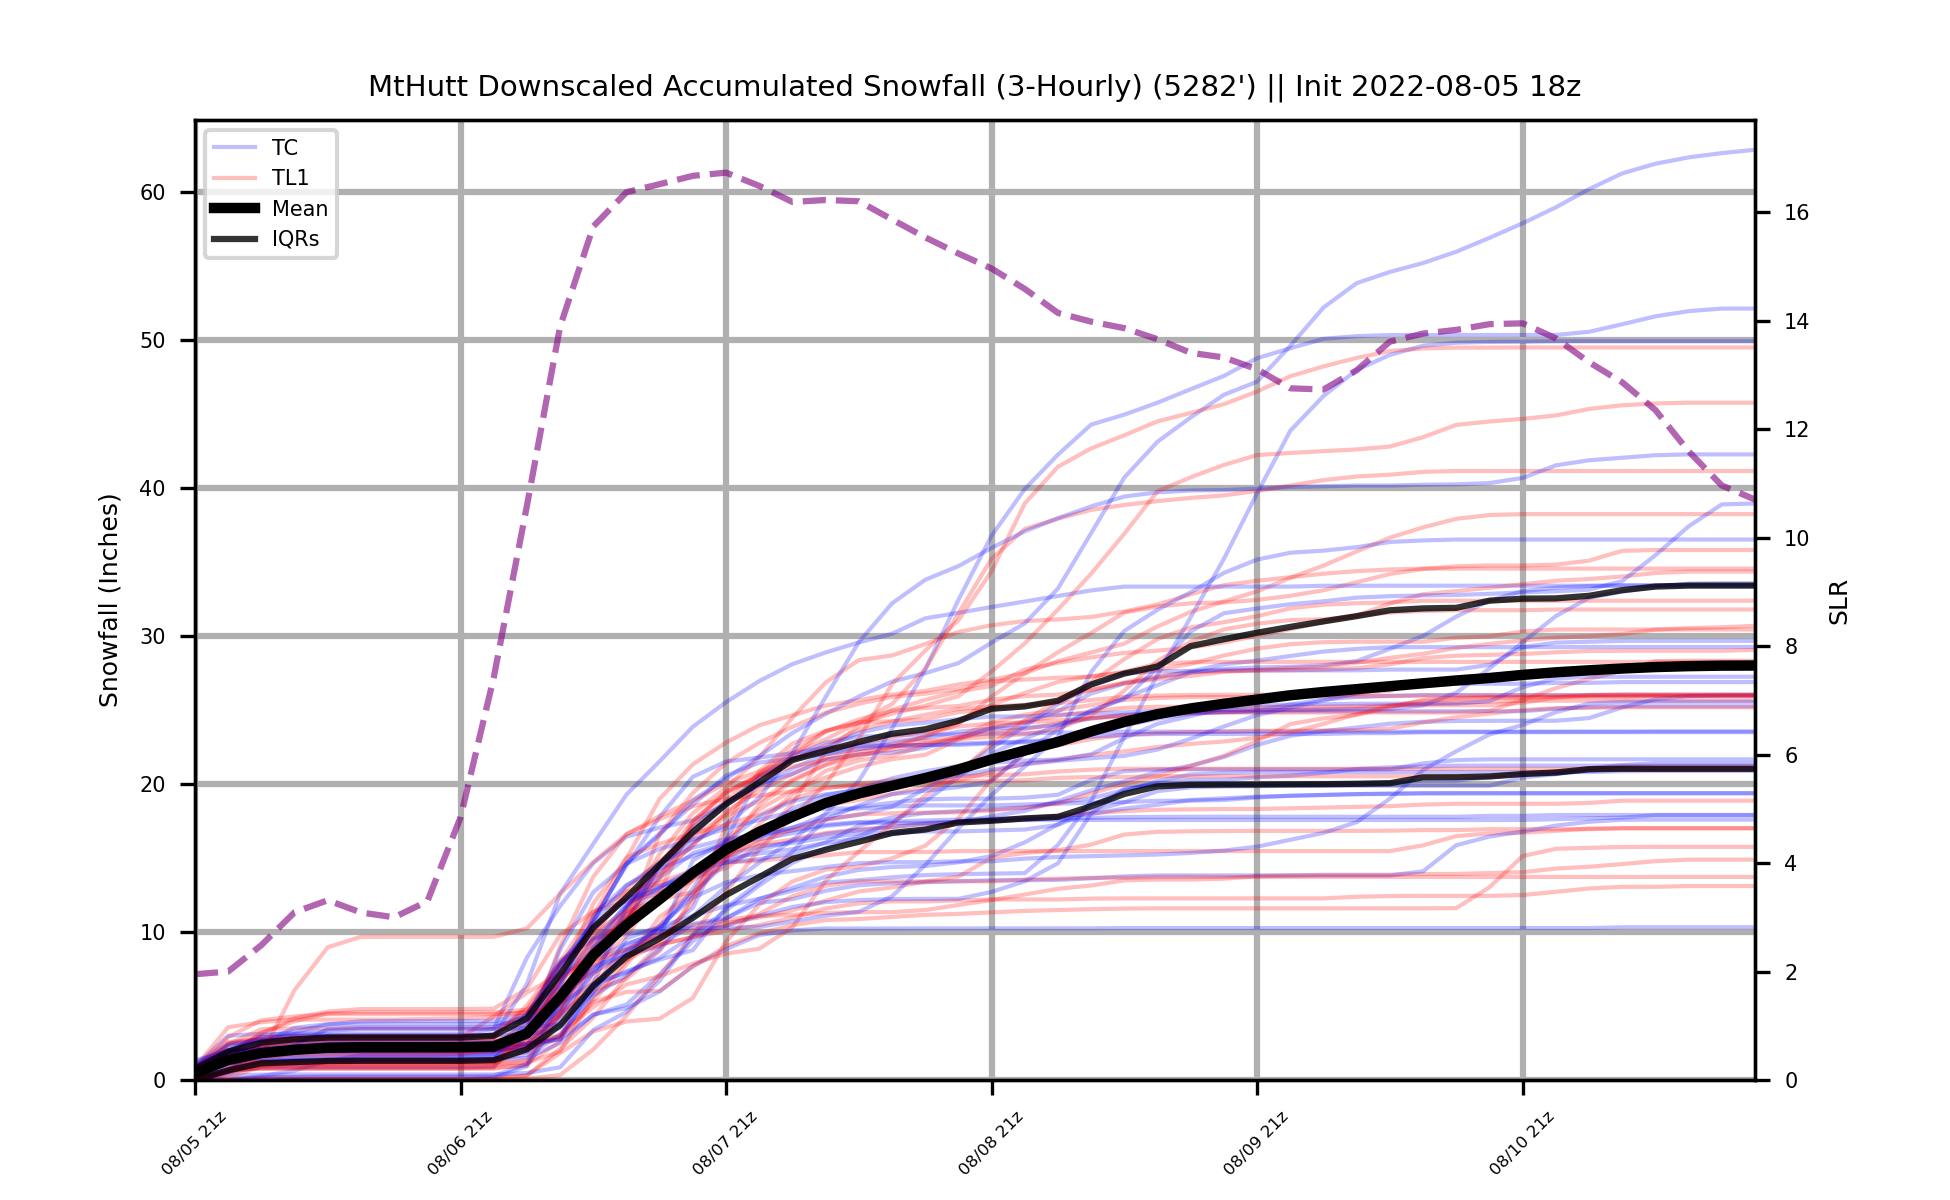 MtHutt Downscaled Accumulated Snowfall (3-Hourly) (5282') || Init 2022-08-05 18z
TC
TL1
Mean
IQRs
60
50
40
30
20
10
0
Snowfall (Inches)
16
14
12
10
8
6
4
2
0
SLR
08/05 21z
08/06 21z
08/07 21z
08/08 21z
08/09 21z
08/10 21z